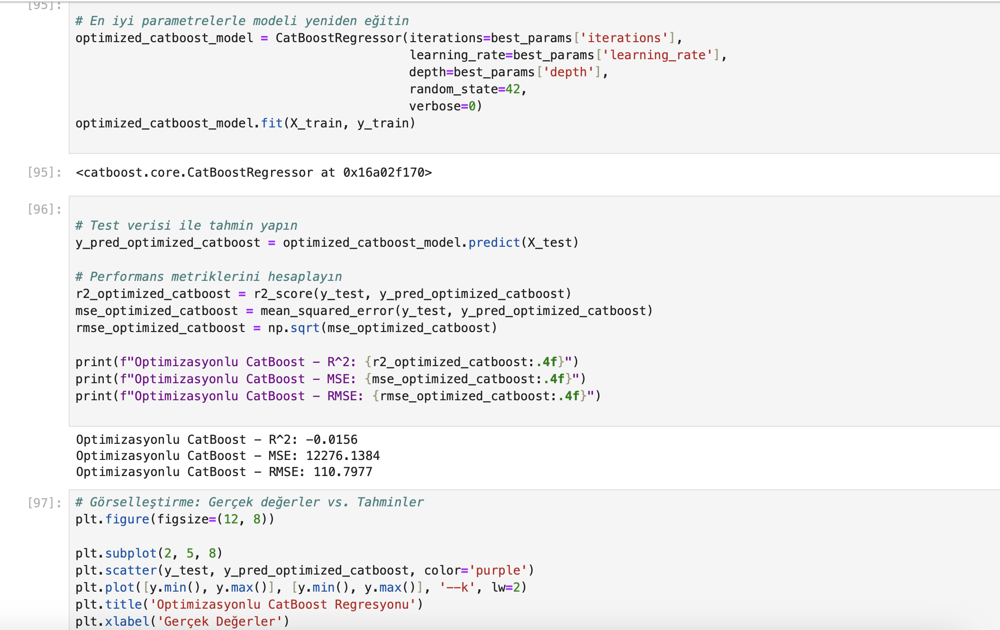 [95]:
# En iyi parametrelerle modeli yeniden eğitin
optimized_catboost_model = CatBoostRegressor(iterations=best_params['iterations'],
learning_rate=best_params['learning_rate'],
depth=best_params['depth'],
random_state=42,
verbose=0)
optimized_catboost_model.fit(X_train, y_train)
[95]: <catboost.core.CatBoostRegressor at 0x16a02f170>
[96]:
# Test verisi ile tahmin yapın
y_pred_optimized_catboost = optimized_catboost_model.predict(X_test)
# Performans metriklerini hesaplayın
r2_optimized_catboost = r2_score(y_test, y_pred_optimized_catboost)
mse_optimized_catboost = mean_squared_error(y_test, y_pred_optimized_catboost)
rmse_optimized_catboost = np.sqrt(mse_optimized_catboost)
print(f"Optimizasyonlu CatBoost - R^2: {r2_optimized_catboost:.4f}")
print(f"Optimizasyonlu CatBoost - MSE: {mse_optimized_catboost:.4f}")
print(f"Optimizasyonlu CatBoost - RMSE: {rmse_optimized_catboost:.4f}")
Optimizasyonlu CatBoost - R^2: -0.0156
Optimizasyonlu CatBoost - MSE: 12276.1384
Optimizasyonlu CatBoost - RMSE: 110.7977
[97]: # Görselleştirme: Gerçek değerler vs. Tahminler
plt.figure(figsize=(12, 8))
plt.subplot(2, 5, 8)
plt.scatter(y_test, y_pred_optimized_catboost, color='purple')
plt.plot([y.min(), y.max()], [y.min(), y.max()], '--k', lw=2)
plt.title('Optimizasyonlu CatBoost Regresyonu')
plt.xlabel('Gerçek Değerler')